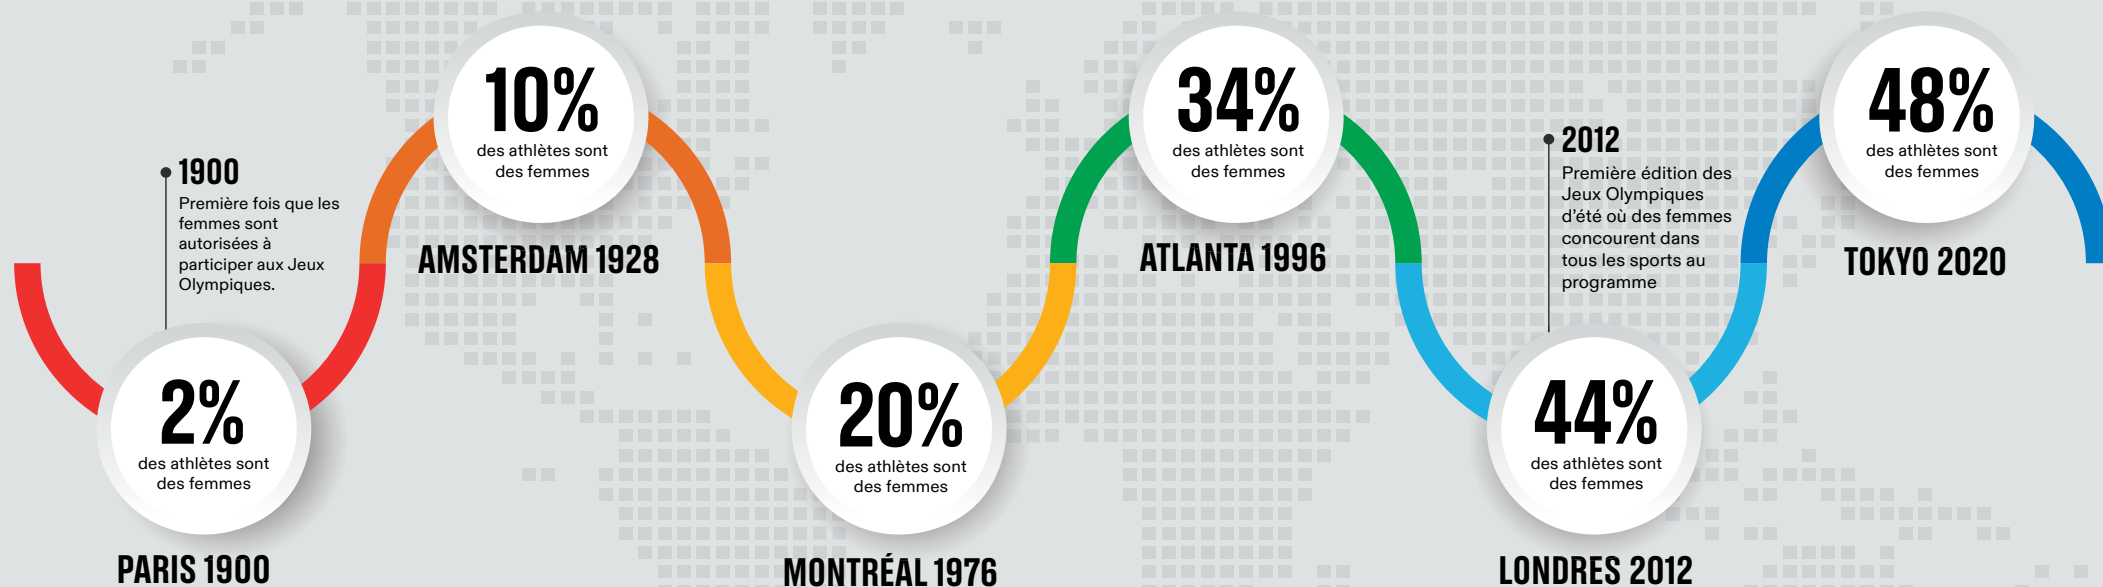 1900
Première fois que les
femmes sont
autorisées à
participer aux Jeux
Olympiques.
2%
des athlètes sont
des femmes
PARIS 1900
10%
des athlètes sont
des femmes
AMSTERDAM 1928
20%
des athlètes sont
des femmes
MONTRÉAL 1976
34%
des athlètes sont
des femmes
ATLANTA 1996
2012
Première édition des
Jeux Olympiques
d'été où des femmes
concourent dans
tous les sports au
programme
44%
des athlètes sont
des femmes
LONDRES 2012
48%
des athlètes sont
des femmes
TOKYO 2020